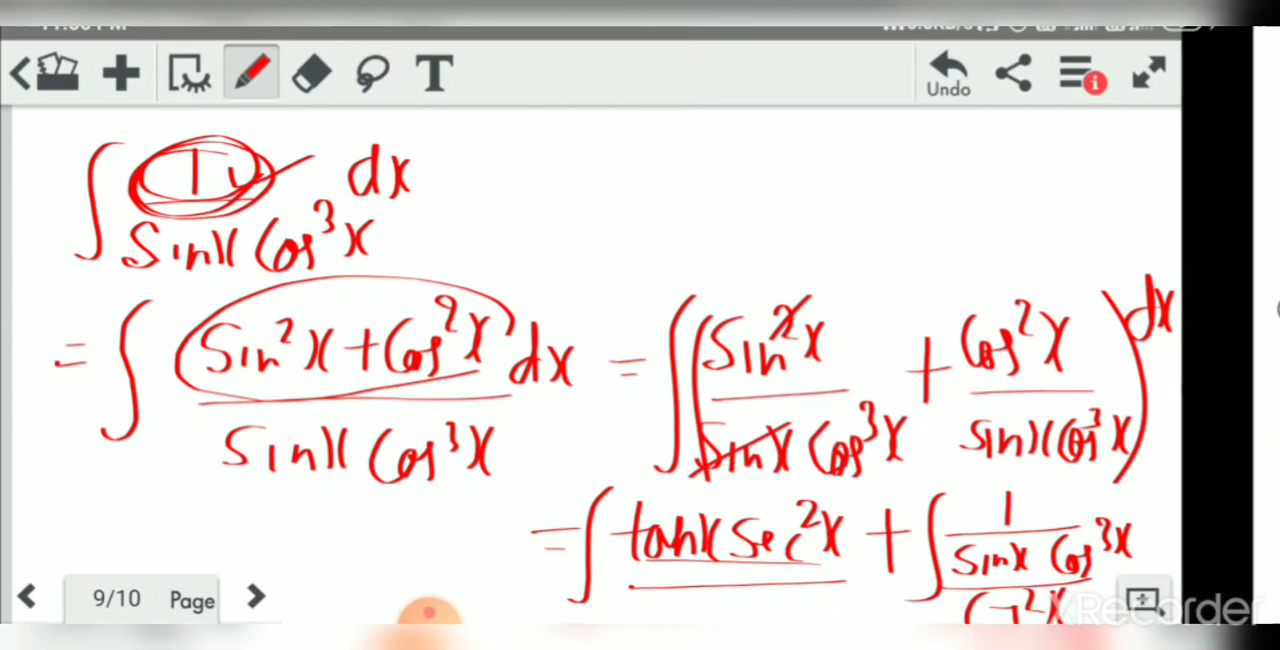 Undo
∫ 1 / (sinx cos³x) dx
= ∫ (sin²x + cos²x) / (sinx cos³x) dx = ∫ (sin²x / (sinx cos³x) + cos²x / (sinx cos³x)) dx
= ∫ tanx sec²x + ∫ 1 / (sinx cos³x) / cos²x
9/10 Page
XRecorder